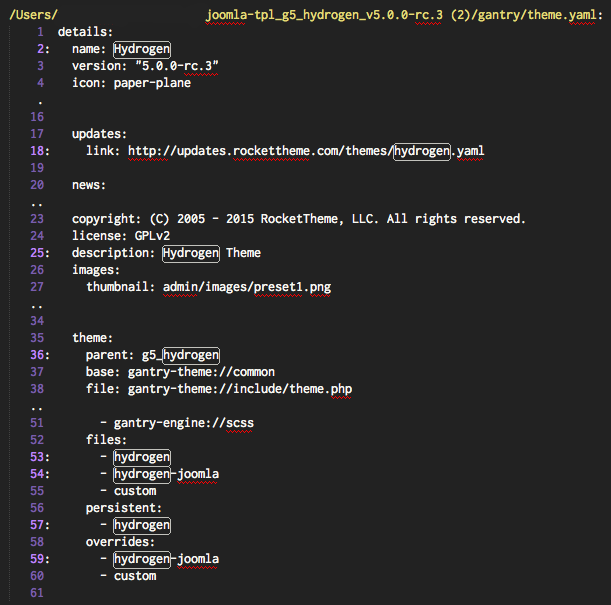 /Users/ joomla-tpl_g5_hydrogen_v5.0.0-rc.3 (2)/gantry/theme.yaml:
1 details:
2: name: Hydrogen
3 version: "5.0.0-rc.3"
4 icon: paper-plane
.
16
17 updates:
18: link: http://updates.rockettheme.com/themes/hydrogen.yaml
19
20 news:
..
23 copyright: (C) 2005 - 2015 RocketTheme, LLC. All rights reserved.
24 license: GPLv2
25: description: Hydrogen Theme
26 images:
27 thumbnail: admin/images/preset1.png
..
34
35 theme:
36: parent: g5_hydrogen
37 base: gantry-theme://common
38 file: gantry-theme://include/theme.php
..
51 - gantry-engine://scss
52 files:
53: - hydrogen
54: - hydrogen-joomla
55 - custom
56 persistent:
57: - hydrogen
58 overrides:
59: - hydrogen-joomla
60 - custom
61